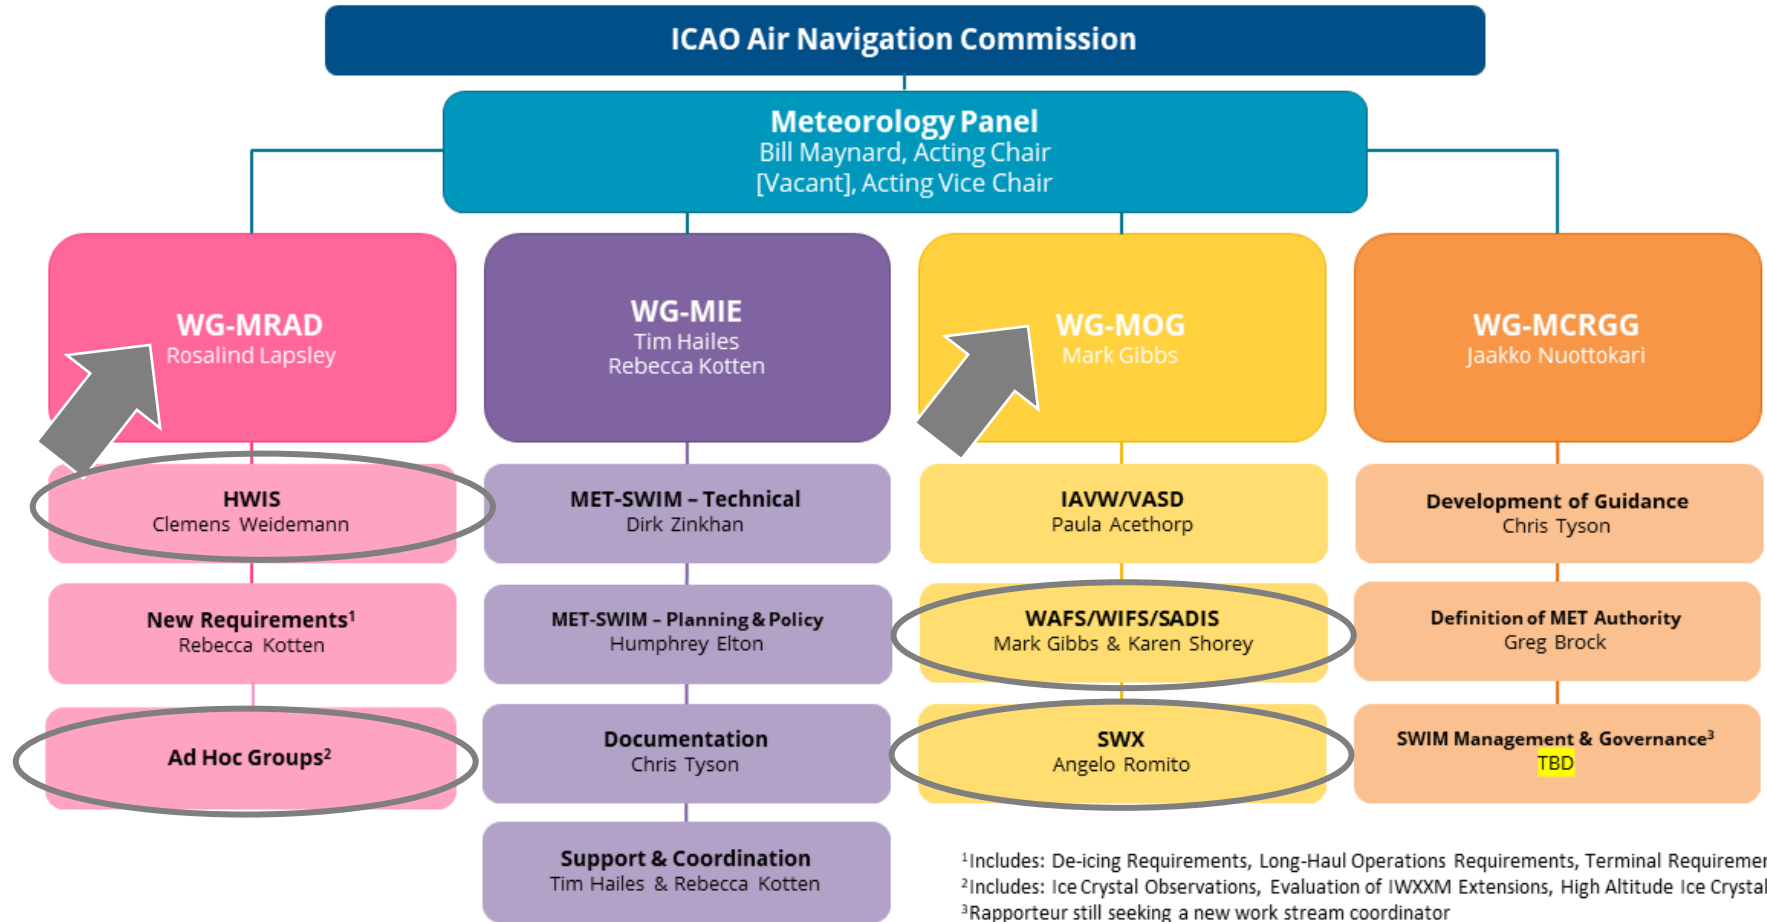 ICAO Air Navigation Commission
Meteorology Panel
Bill Maynard, Acting Chair
[Vacant], Acting Vice Chair
WG-MRAD
Rosalind Lapsley
HWIS
Clemens Weidemann
New Requirements¹
Rebecca Kotten
Ad Hoc Groups²
WG-MIE
Tim Hailes
Rebecca Kotten
MET-SWIM – Technical
Dirk Zinkhan
MET-SWIM – Planning & Policy
Humphrey Elton
Documentation
Chris Tyson
Support & Coordination
Tim Hailes & Rebecca Kotten
WG-MOG
Mark Gibbs
IAVW/VASD
Paula Acethorp
WAFS/WIFS/SADIS
Mark Gibbs & Karen Shorey
SWX
Angelo Romito
WG-MCRGG
Jaakko Nuottokari
Development of Guidance
Chris Tyson
Definition of MET Authority
Greg Brock
SWIM Management & Governance³
TBD
¹Includes: De-icing Requirements, Long-Haul Operations Requirements, Terminal
²Includes: Ice Crystal Observations, Evaluation of IWXXM Extensions, High Altitude Ice Crystal
³Rapporteur still seeking a new work stream coordinator